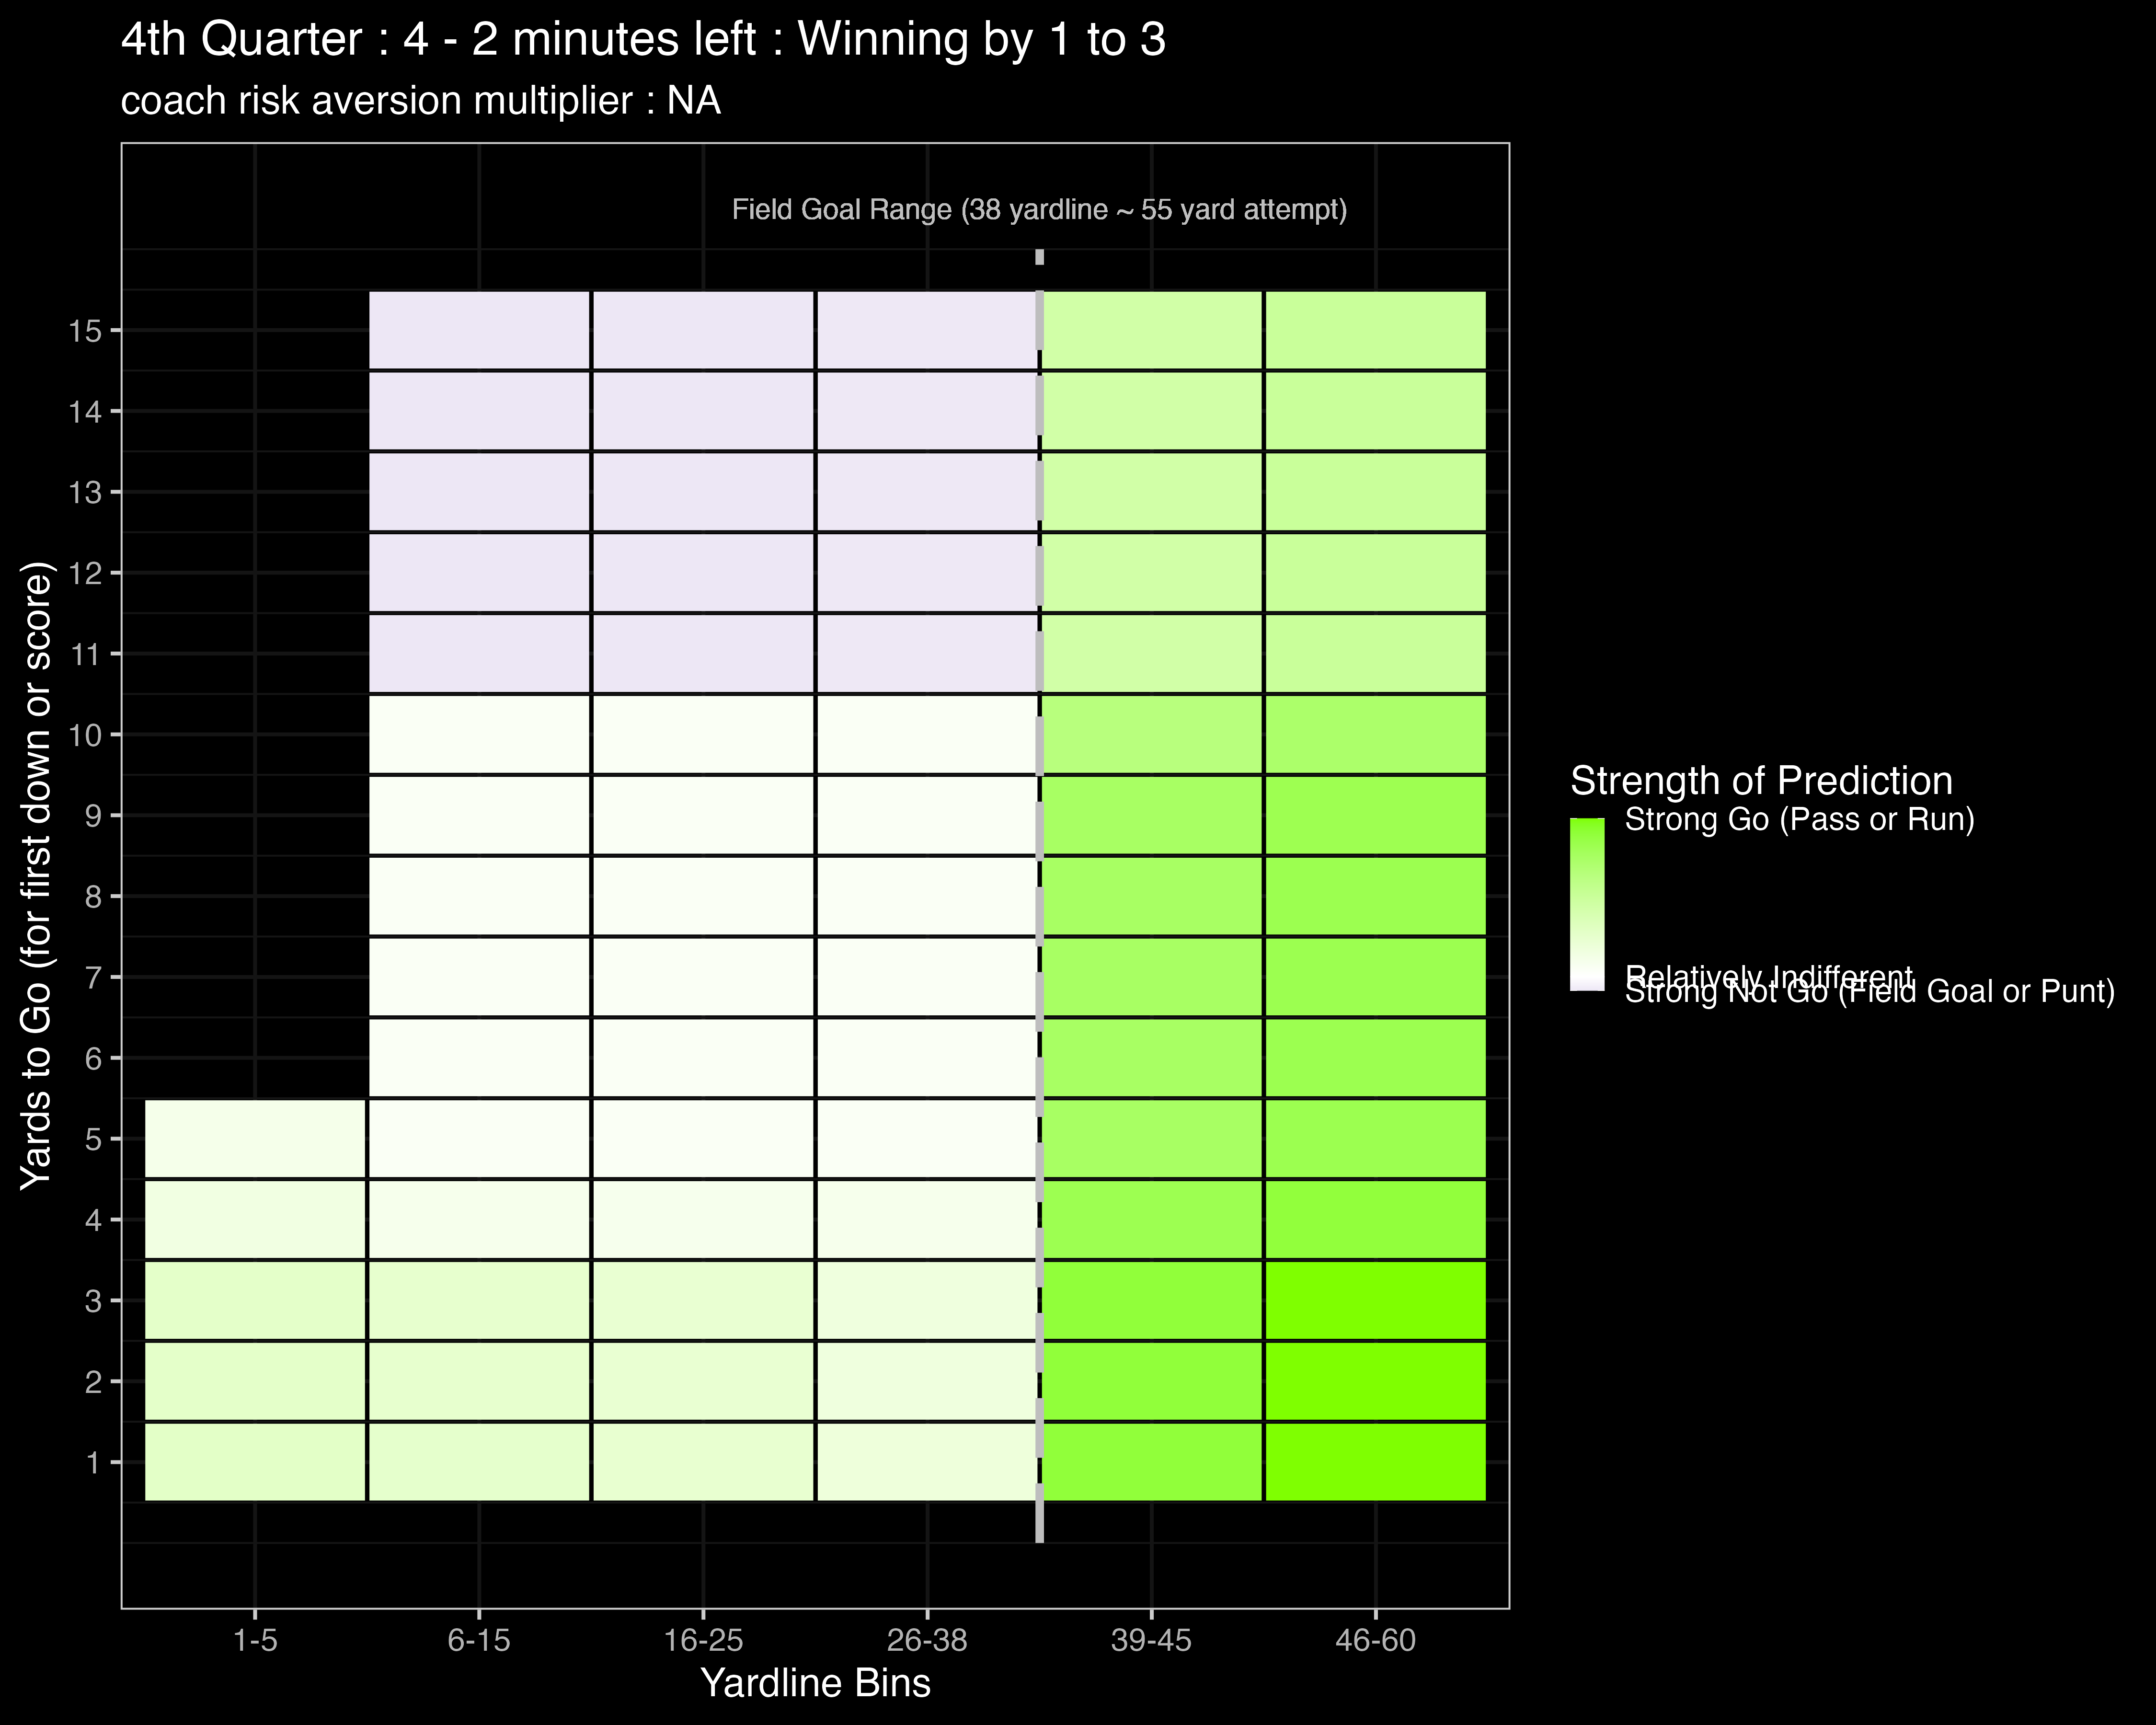 4th Quarter : 4 - 2 minutes left : Winning by 1 to 3
coach risk aversion multiplier : NA
Field Goal Range (38 yardline ~ 55 yard attempt)
Yards to Go (for first down or score)
15
14
13
12
11
10
9
8
7
6
5
4
3
2
1
1-5 6-15 16-25 26-38 39-45 46-60
Yardline Bins
Strength of Prediction
Strong Go (Pass or Run)
Relatively Indifferent
Strong Not Go (Field Goal or Punt)